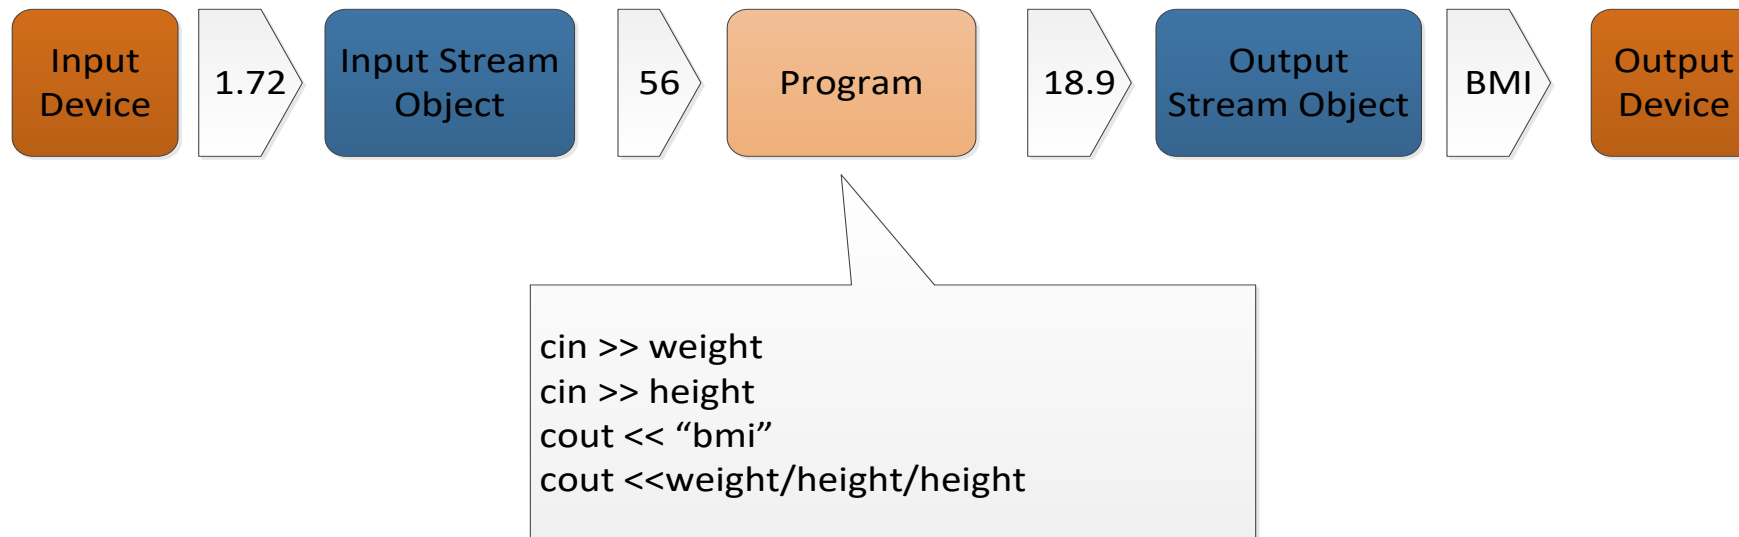 Input
Device
1.72
Input Stream
Object
56
Program
18.9
Output
Stream Object
BMI
Output
Device
cin >> weight
cin >> height
cout << “bmi”
cout <<weight/height/height